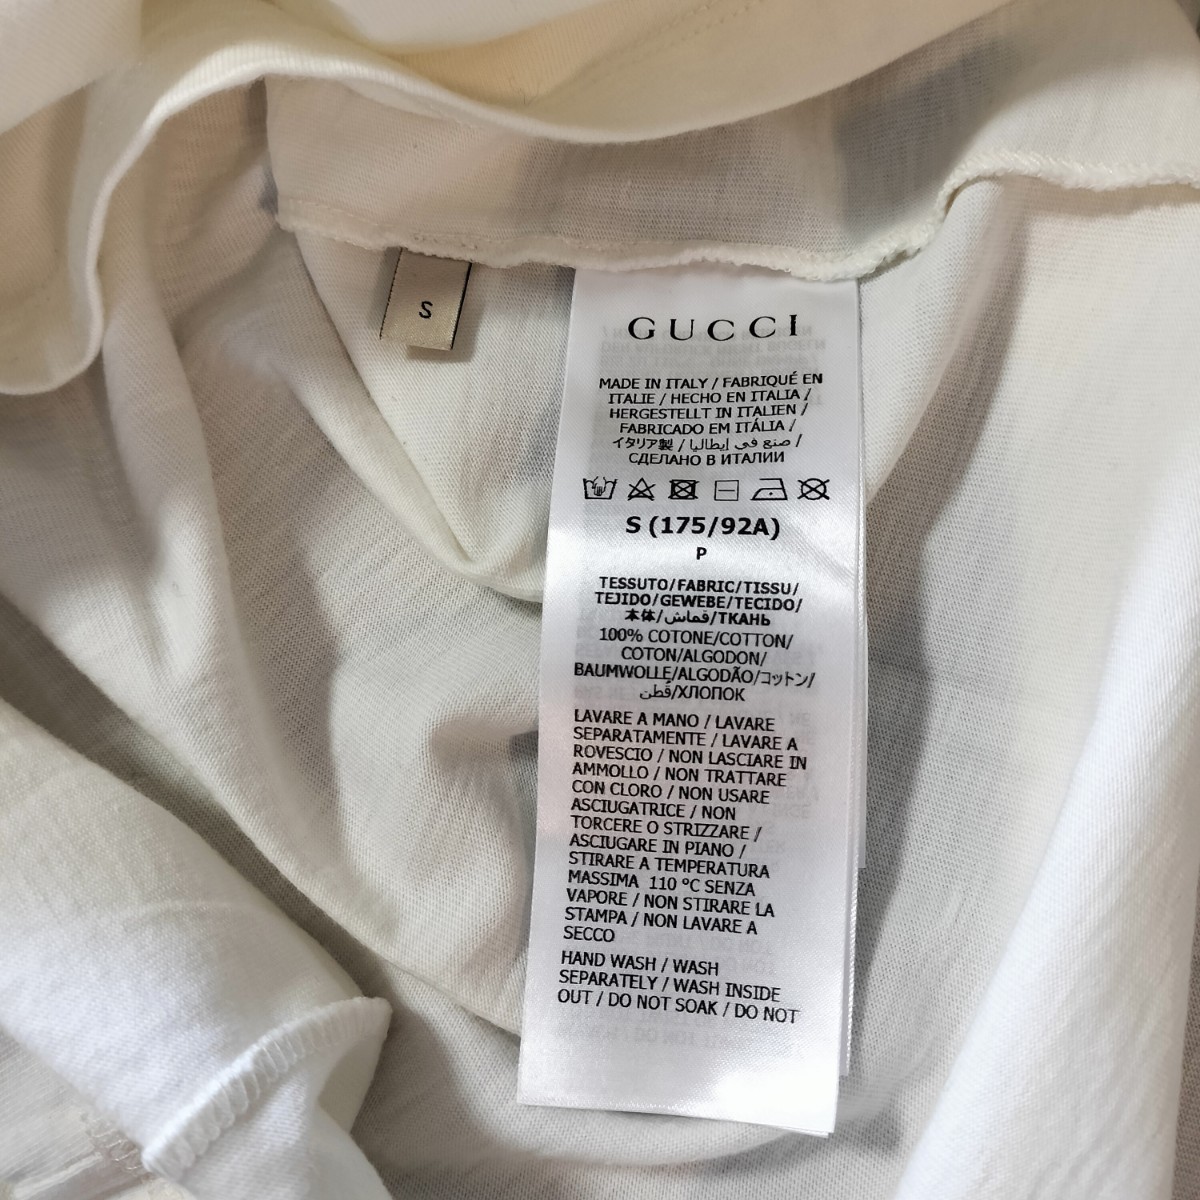 S
GUCCI
MADE IN ITALY / FABRIQUÉ EN
ITALIE / HECHO EN ITALIA /
HERGESTELLT IN ITALIEN /
FABRICADO EM ITÁLIA /
イタリア製 / صنع في إيطاليا /
СДЕЛАНО В ИТАЛИИ
S (175/92A)
P
TESSUTO/FABRIC/TISSU/
TEJIDO/GEWEBE/TECIDO/
本体/قماش/ТКАНЬ
100% COTONE/COTTON/
COTON/ALGODON/
BAUMWOLLE/ALGODÃO/コットン/
قُطن/ХЛОПОК
LAVARE A MANO / LAVARE
SEPARATAMENTE / LAVARE A
ROVESCIO / NON LASCIARE IN
AMMOLLO / NON TRATTARE
CON CLORO / NON USARE
ASCIUGATRICE / NON
TORCERE O STRIZZARE /
ASCIUGARE IN PIANO /
STIRARE A TEMPERATURA
MASSIMA 110 °C SENZA
VAPORE / NON STIRARE LA
STAMPA / NON LAVARE A
SECCO
HAND WASH / WASH
SEPARATELY / WASH INSIDE
OUT / DO NOT SOAK / DO NOT